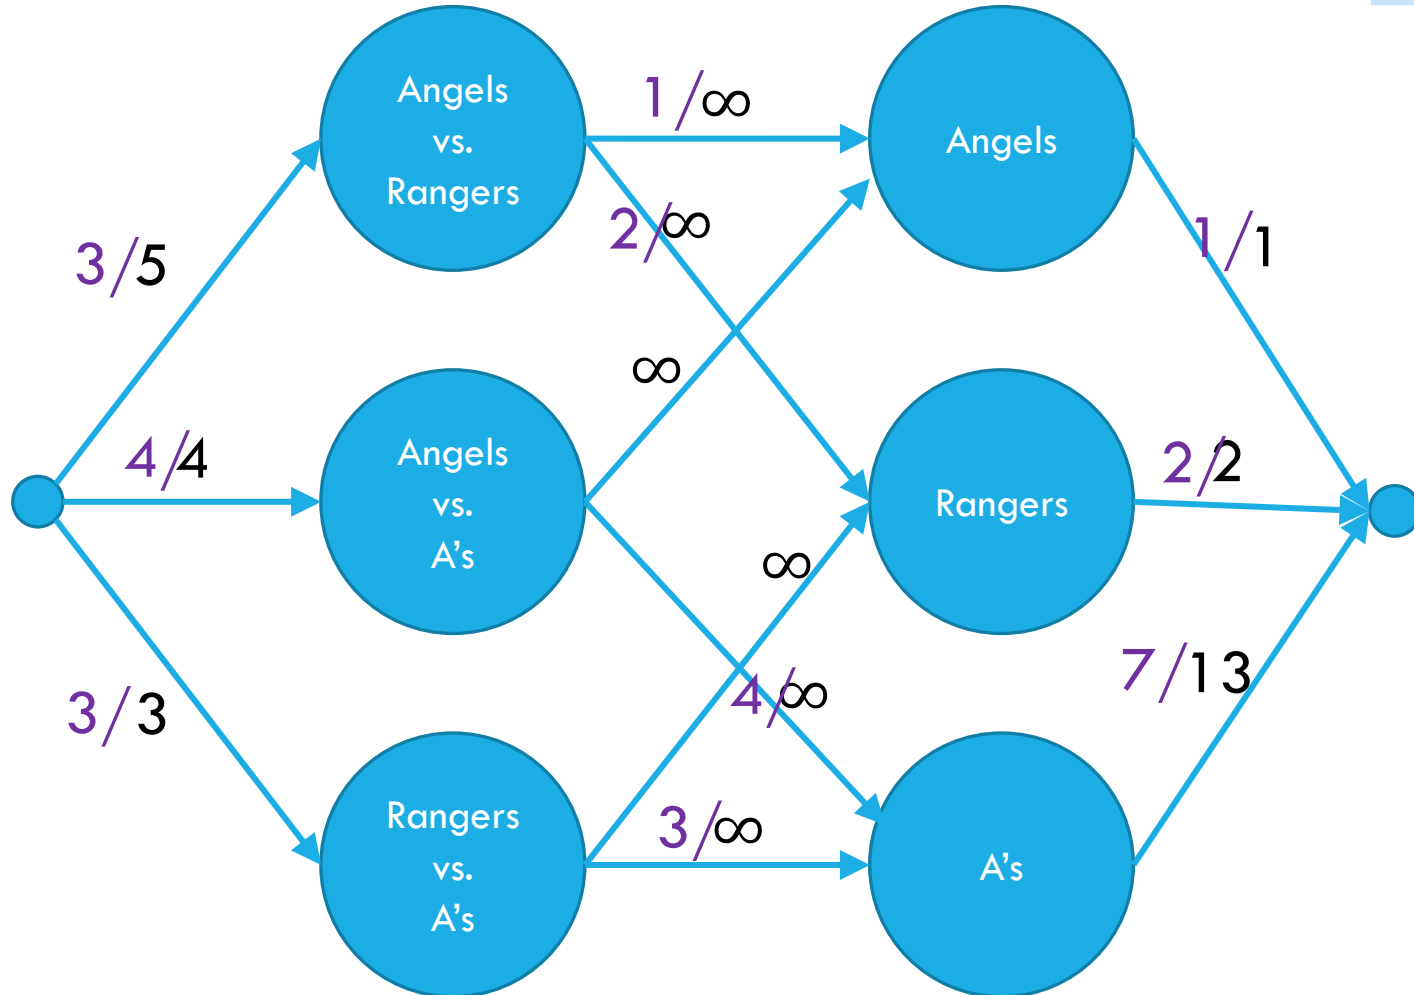 Angels
vs.
Rangers
1/∞
Angels
2/∞
3/5
1/1
∞
4/4
Angels
vs.
A's
2/2
Rangers
∞
3/3
4/∞
7/13
Rangers
vs.
A's
3/∞
A's